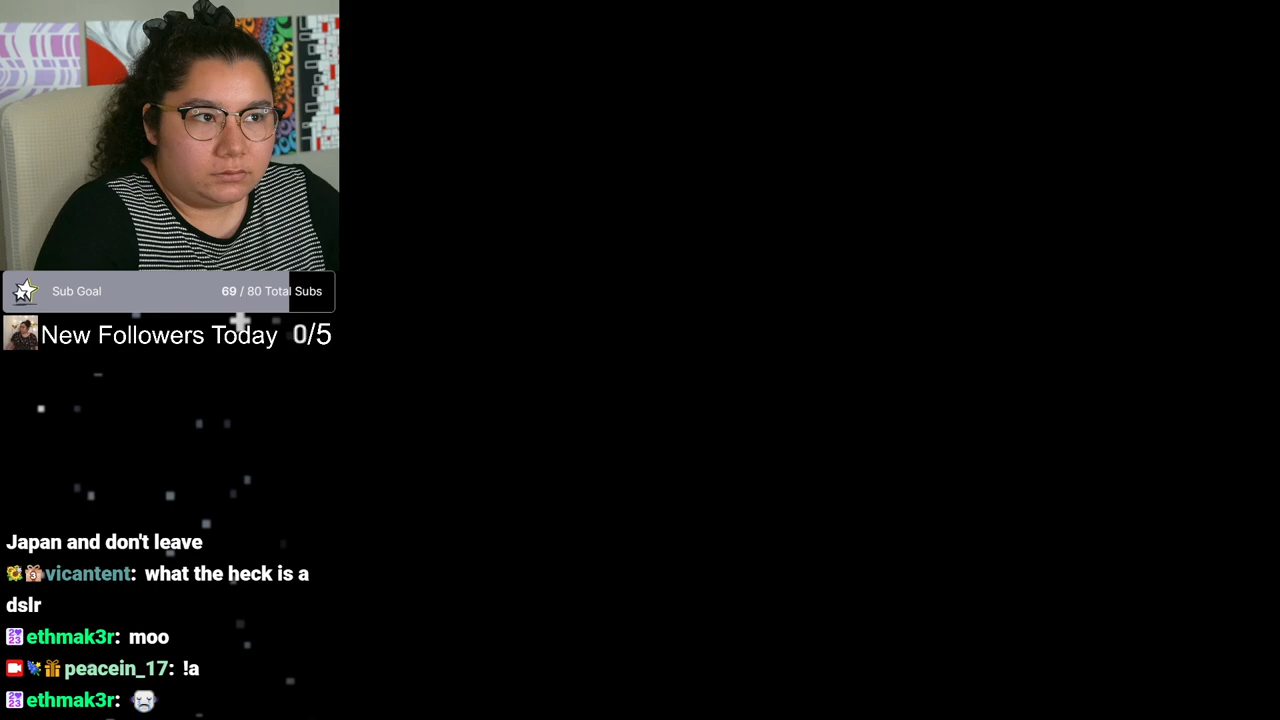 Sub Goal 69 / 80 Total Subs
New Followers Today 0/5
Japan and don't leave
vicantent: what the heck is a
dslr
ethmak3r: moo
peacein_17: !a
ethmak3r: